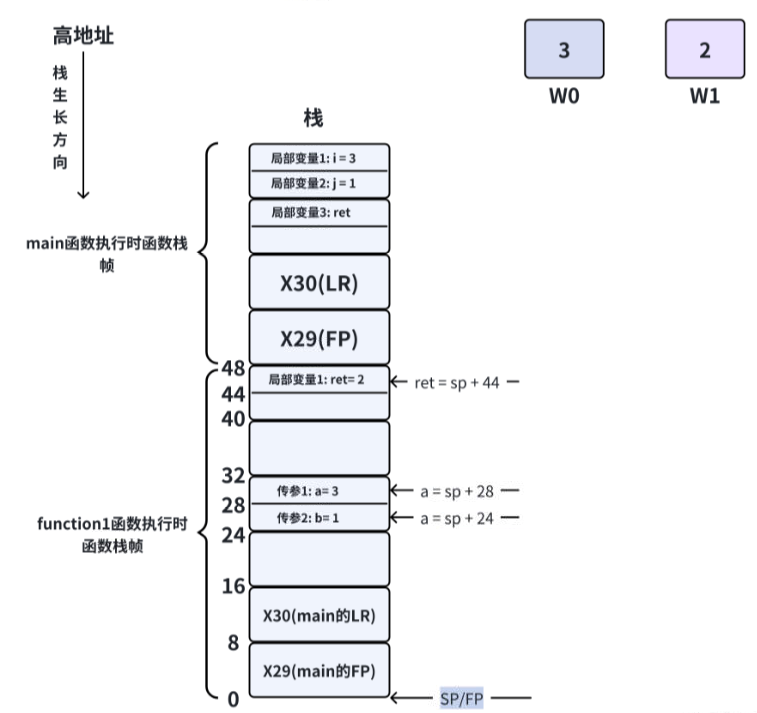 高地址
栈
生
长
方
向
3
2
W0
W1
栈
局部变量1: i = 3
局部变量2: j = 1
局部变量3: ret
main函数执行时函数栈
帧
X30(LR)
X29(FP)
48
局部变量1: ret= 2
ret = sp + 44
44
40
32
传参1: a= 3
a = sp + 28
28
传参2: b= 1
a = sp + 24
24
function1函数执行时
函数栈帧
16
X30(main的LR)
8
X29(main的FP)
0
SP/FP